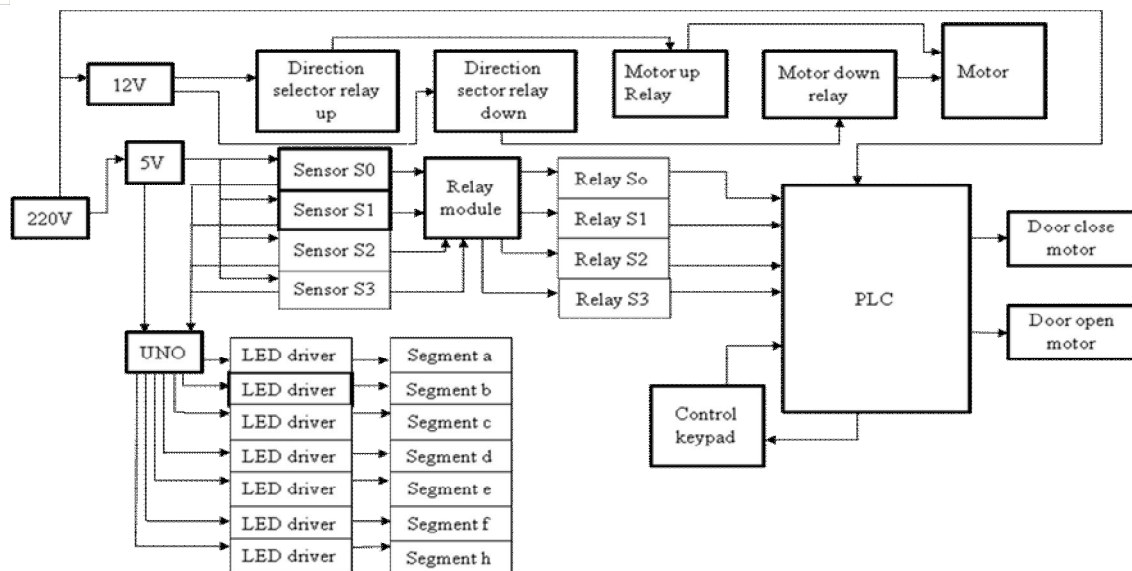 12V
Direction
selector relay
up
Direction
sector relay
down
Motor up
Relay
Motor down
relay
Motor
5V
220V
Sensor S0
Sensor S1
Sensor S2
Sensor S3
Relay
module
Relay So
Relay S1
Relay S2
Relay S3
PLC
Door close
motor
Door open
motor
Control
keypad
UNO
LED driver
Segment a
LED driver
Segment b
LED driver
Segment c
LED driver
Segment d
LED driver
Segment e
LED driver
Segment f
LED driver
Segment h